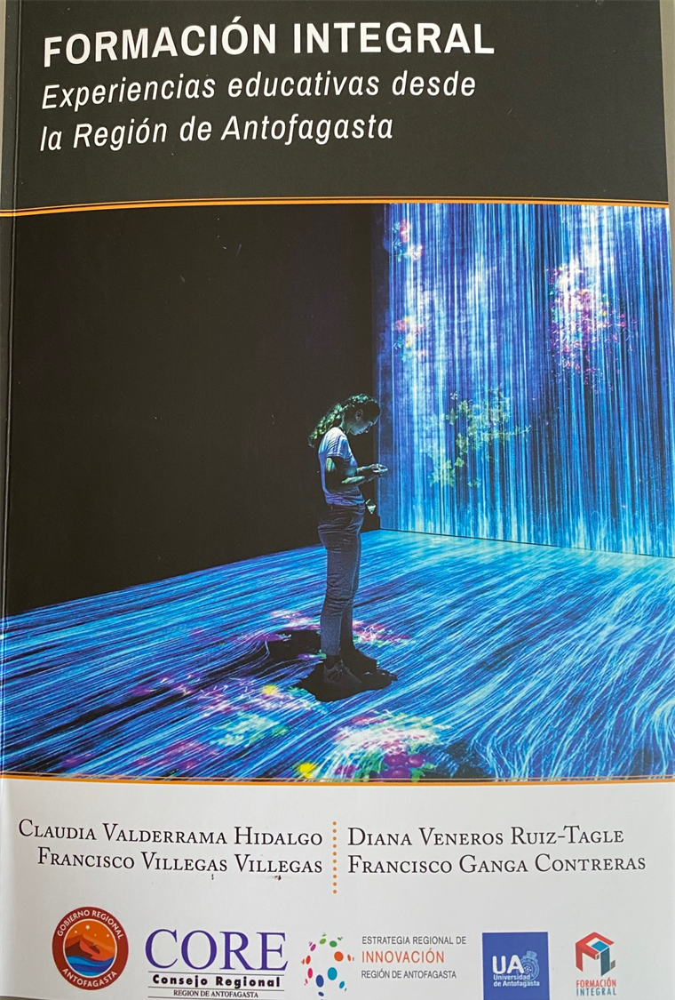 FORMACIÓN INTEGRAL
Experiencias educativas desde
la Región de Antofagasta
CLAUDIA VALDERRAMA HIDALGO
FRANCISCO VILLEGAS VILLEGAS
DIANA VENEROS RUIZ-TAGLE
FRANCISCO GANGA CONTRERAS
GOBIERNO REGIONAL
ANTOFAGASTA
CORE
Consejo Regional
REGION DE ANTOFAGASTA
ESTRATEGIA REGIONAL DE
INNOVACIÓN
REGIÓN DE ANTOFAGASTA
UA
Universidad
de Antofagasta
FORMACIÓN
INTEGRAL